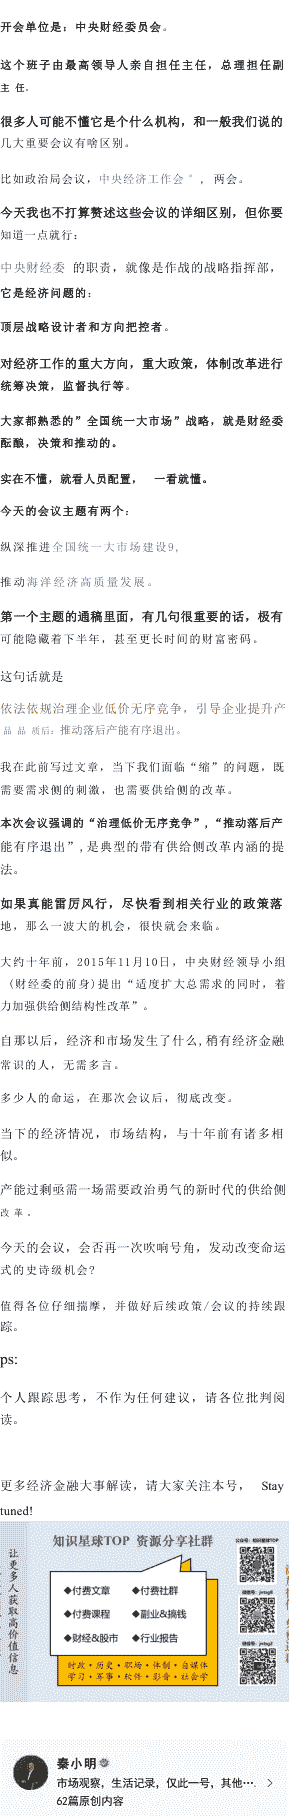 开会单位是：中央财经委员会。
这个班子由最高领导人亲自担任主任，总理担任副
主 任.
很多人可能不懂它是个什么机构，和一般我们说的
几大重要会议有啥区别。
比如政治局会议，中央经济工作会 °，两会。
今天我也不打算赘述这些会议的详细区别，但你要
知道一点就行：
中央财经委 的职责，就像是作战的战略指挥部，
它是经济问题的：
顶层战略设计者和方向把控者。
对经济工作的重大方向，重大政策，体制改革进行
统筹决策，监督执行等。
大家都熟悉的”全国统一大市场”战略，就是财经委
酝酿，决策和推动的。
实在不懂，就看人员配置， 一看就懂。
今天的会议主题有两个：
纵深推进全国统一大市场建设9，
推动海洋经济高质量发展。
第一个主题的通稿里面，有几句很重要的话，极有
可能隐藏着下半年，甚至更长时间的财富密码。
这句话就是
依法依规治理企业低价无序竞争，引导企业提升产
品 品 质后：推动落后产能有序退出。
我在此前写过文章，当下我们面临“缩”的问题，既
需要需求侧的刺激，也需要供给侧的改革。
本次会议强调的“治理低价无序竞争”，“推动落后产
能有序退出”,是典型的带有供给侧改革内涵的提
法。
如果真能雷厉风行，尽快看到相关行业的政策落
地，那么一波大的机会，很快就会来临。
大约十年前，2015年11月10日，中央财经领导小组
（财经委的前身)提出“适度扩大总需求的同时，着
力加强供给侧结构性改革”。
自那以后，经济和市场发生了什么,稍有经济金融
常识的人，无需多言。
多少人的命运，在那次会议后，彻底改变。
当下的经济情况，市场结构，与十年前有诸多相
似。
产能过剩亟需一场需要政治勇气的新时代的供给侧
改 革 。
今天的会议，会否再一次吹响号角，发动改变命运
式的史诗级机会?
值得各位仔细揣摩，并做好后续政策/会议的持续跟
踪。
ps:
个人跟踪思考，不作为任何建议，请各位批判阅
读。
更多经济金融大事解读，请大家关注本号， Stay
tuned!
知识星球TOP 资源分享社群
让更多人获取高价值信息
◆付费文章 ◆付费社群
◆付费课程 ◆副业&搞钱
◆财经&股市 ◆行业报告
时政·历史·职场·体制·自媒体
学习·军事·软件·影音·社会学
公众号：知识星球TOP
秦小明
市场观察，生活记录，仅此一号，其他…
62篇原创内容